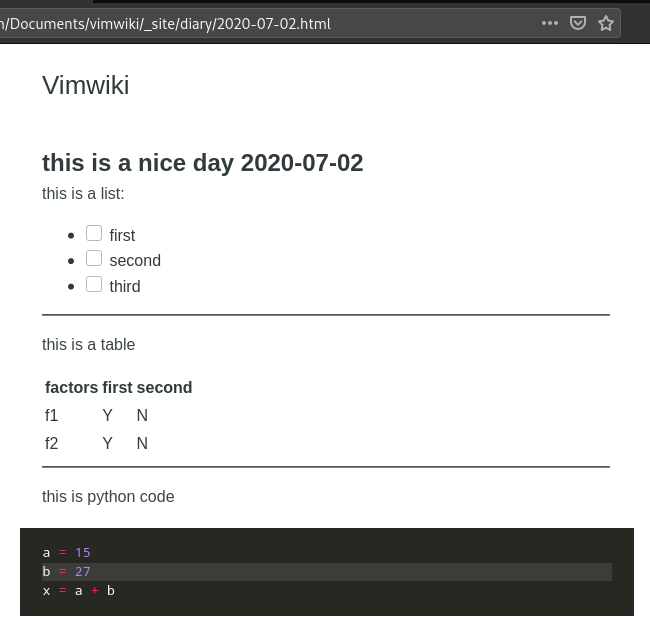 /Documents/vimwiki/_site/diary/2020-07-02.html
Vimwiki
this is a nice day 2020-07-02
this is a list:
first
second
third
this is a table
factors first second
f1 Y N
f2 Y N
this is python code
a = 15
b = 27
x = a + b